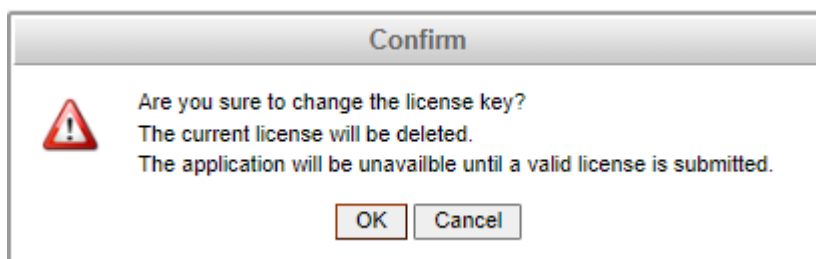 Confirm
Are you sure to change the license key?
The current license will be deleted.
The application will be unavailble until a valid license is submitted.
OK Cancel